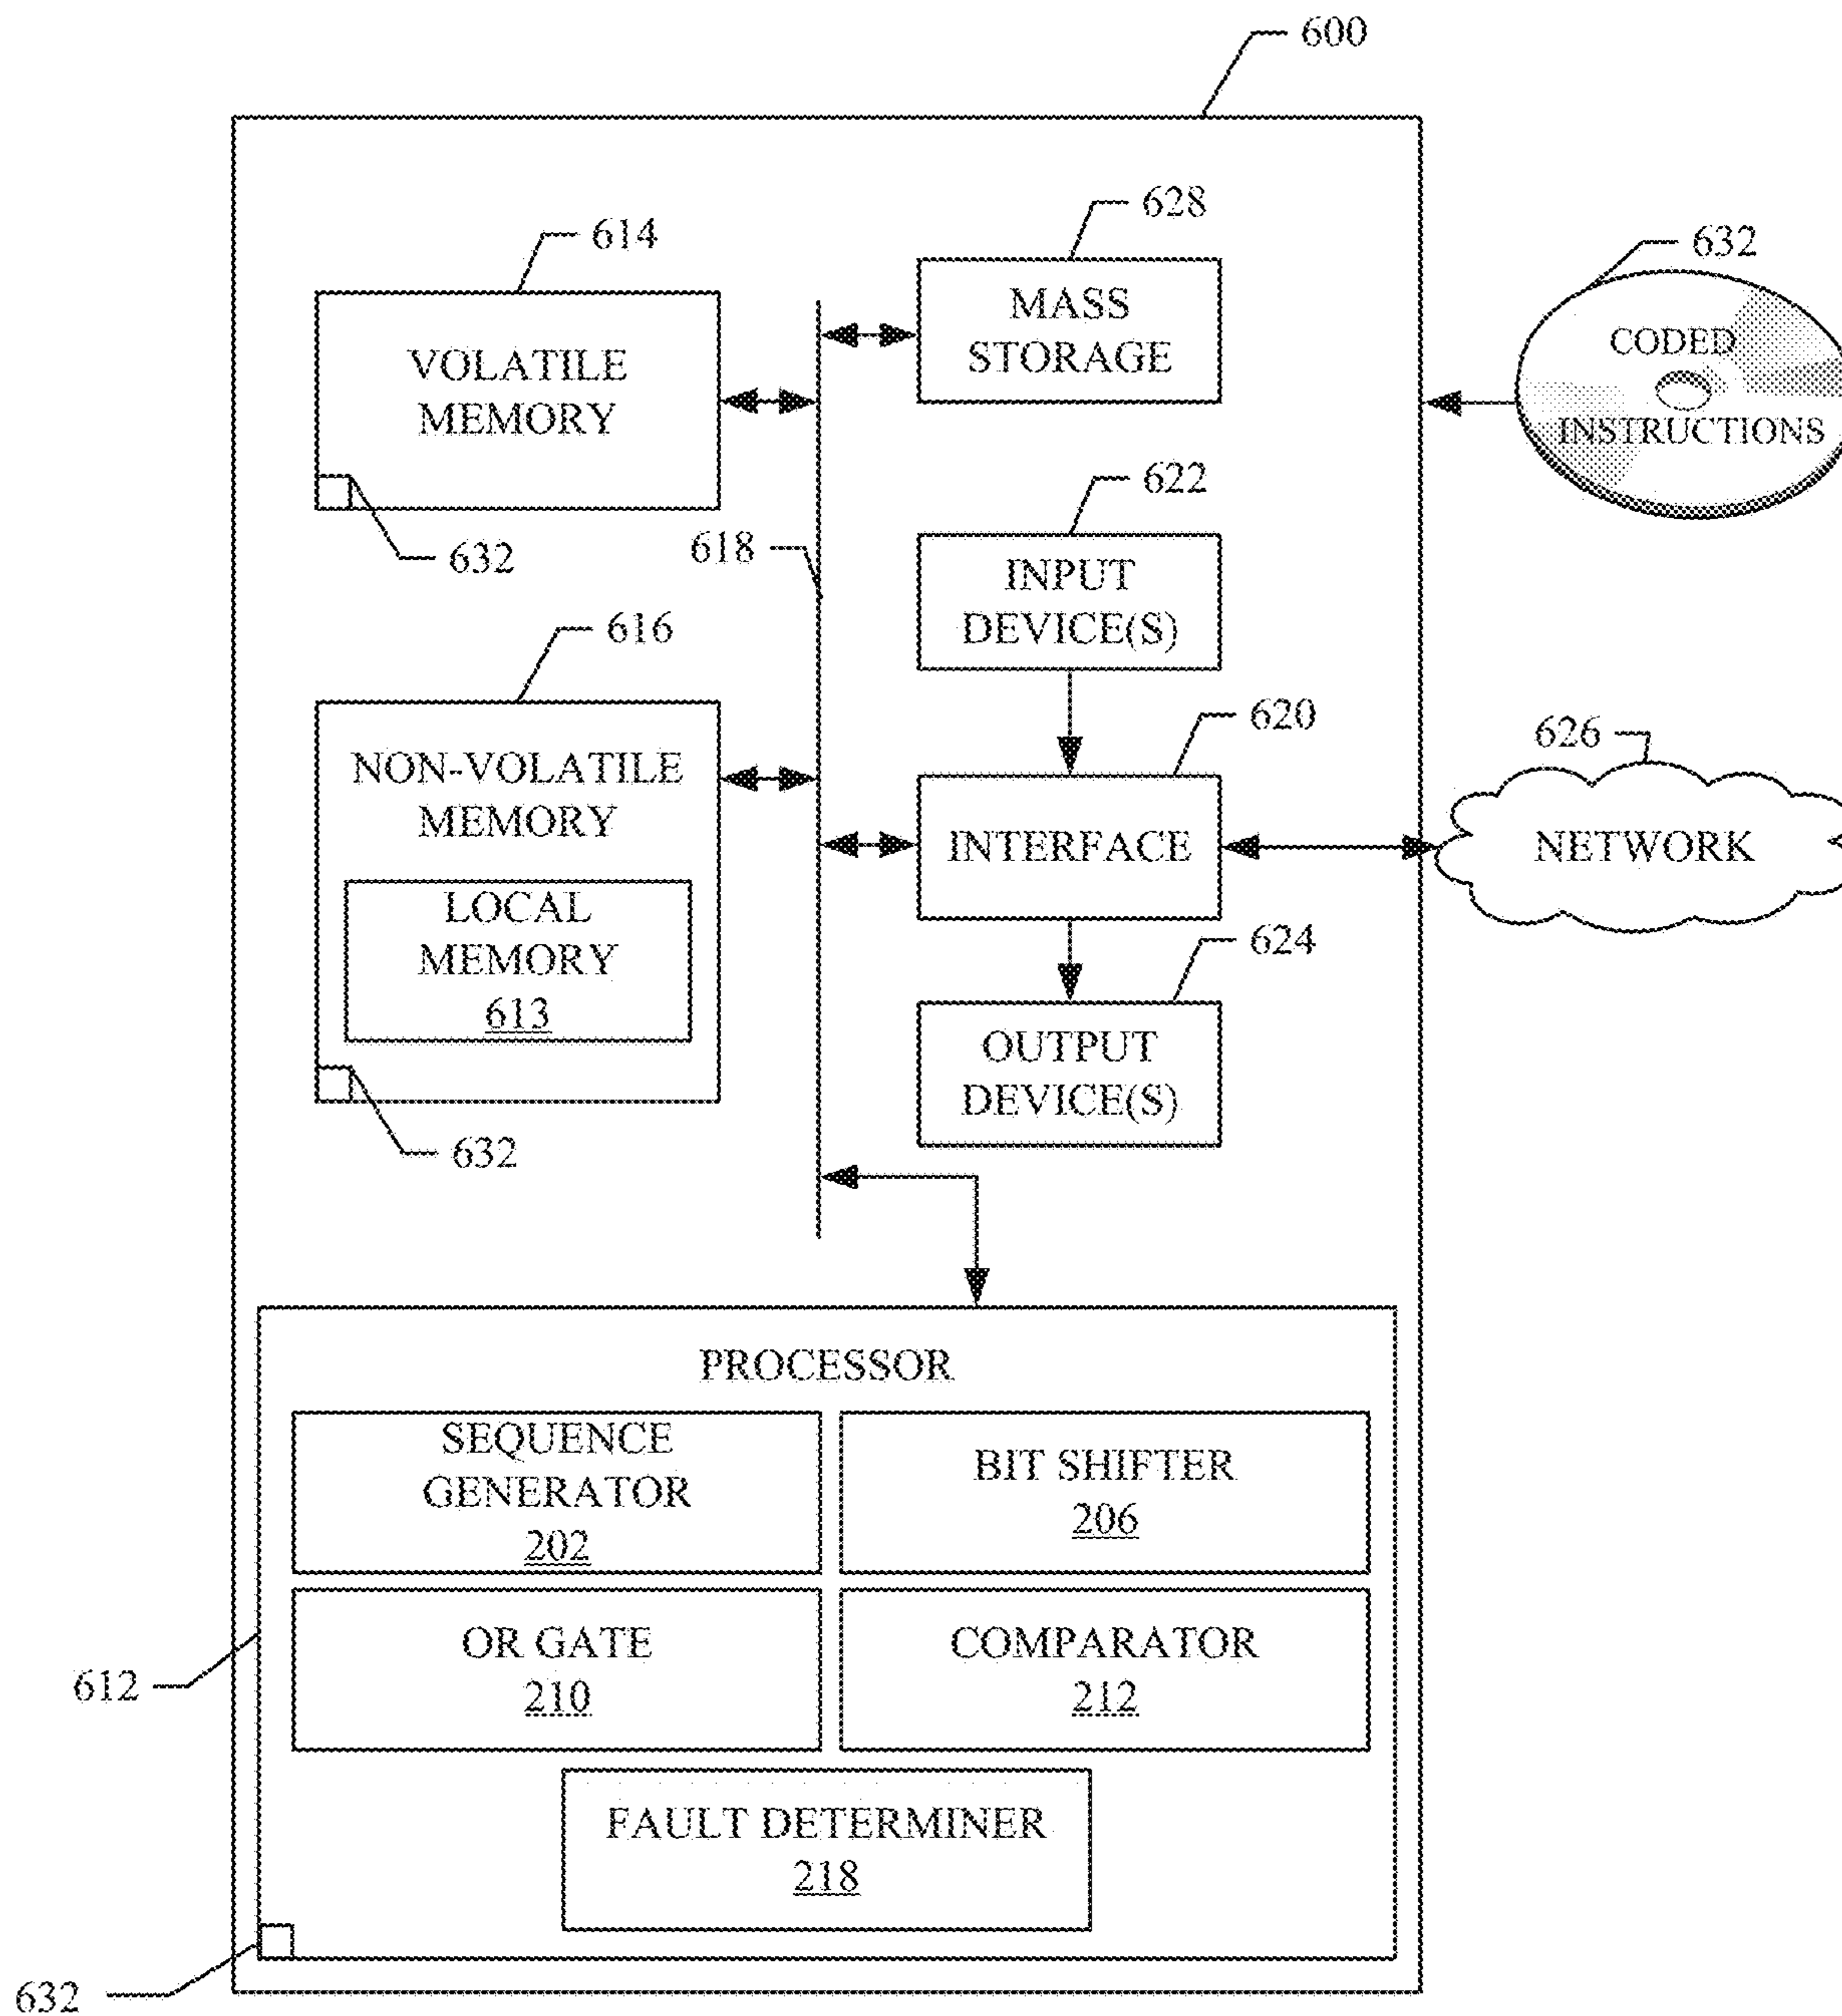 600
628
614
632
MASS
STORAGE
CODED
INSTRUCTIONS
VOLATILE
MEMORY
632
618
622
INPUT
DEVICE(S)
616
620
626
NON-VOLATILE
MEMORY
INTERFACE
NETWORK
LOCAL
MEMORY
613
624
OUTPUT
DEVICE(S)
632
PROCESSOR
SEQUENCE
GENERATOR
202
BIT SHIFTER
206
OR GATE
210
COMPARATOR
212
612
FAULT DETERMINER
218
632